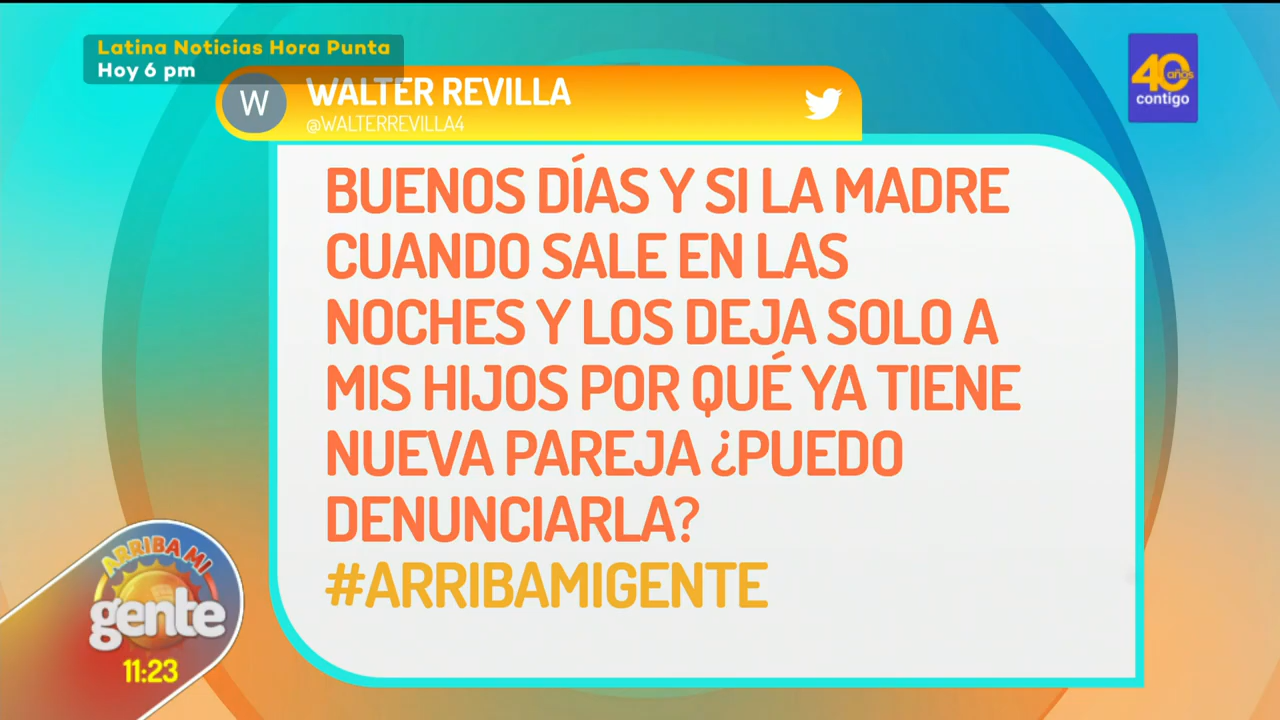 Latina Noticias Hora Punta
Hoy 6 pm
40 años
contigo
W
WALTER REVILLA
@WALTERREVILLA4
BUENOS DÍAS Y SI LA MADRE
CUANDO SALE EN LAS
NOCHES Y LOS DEJA SOLO A
MIS HIJOS POR QUÉ YA TIENE
NUEVA PAREJA ¿PUEDO
DENUNCIARLA?
#ARRIBAMIGENTE
ARRIBA MI
gente
11:23